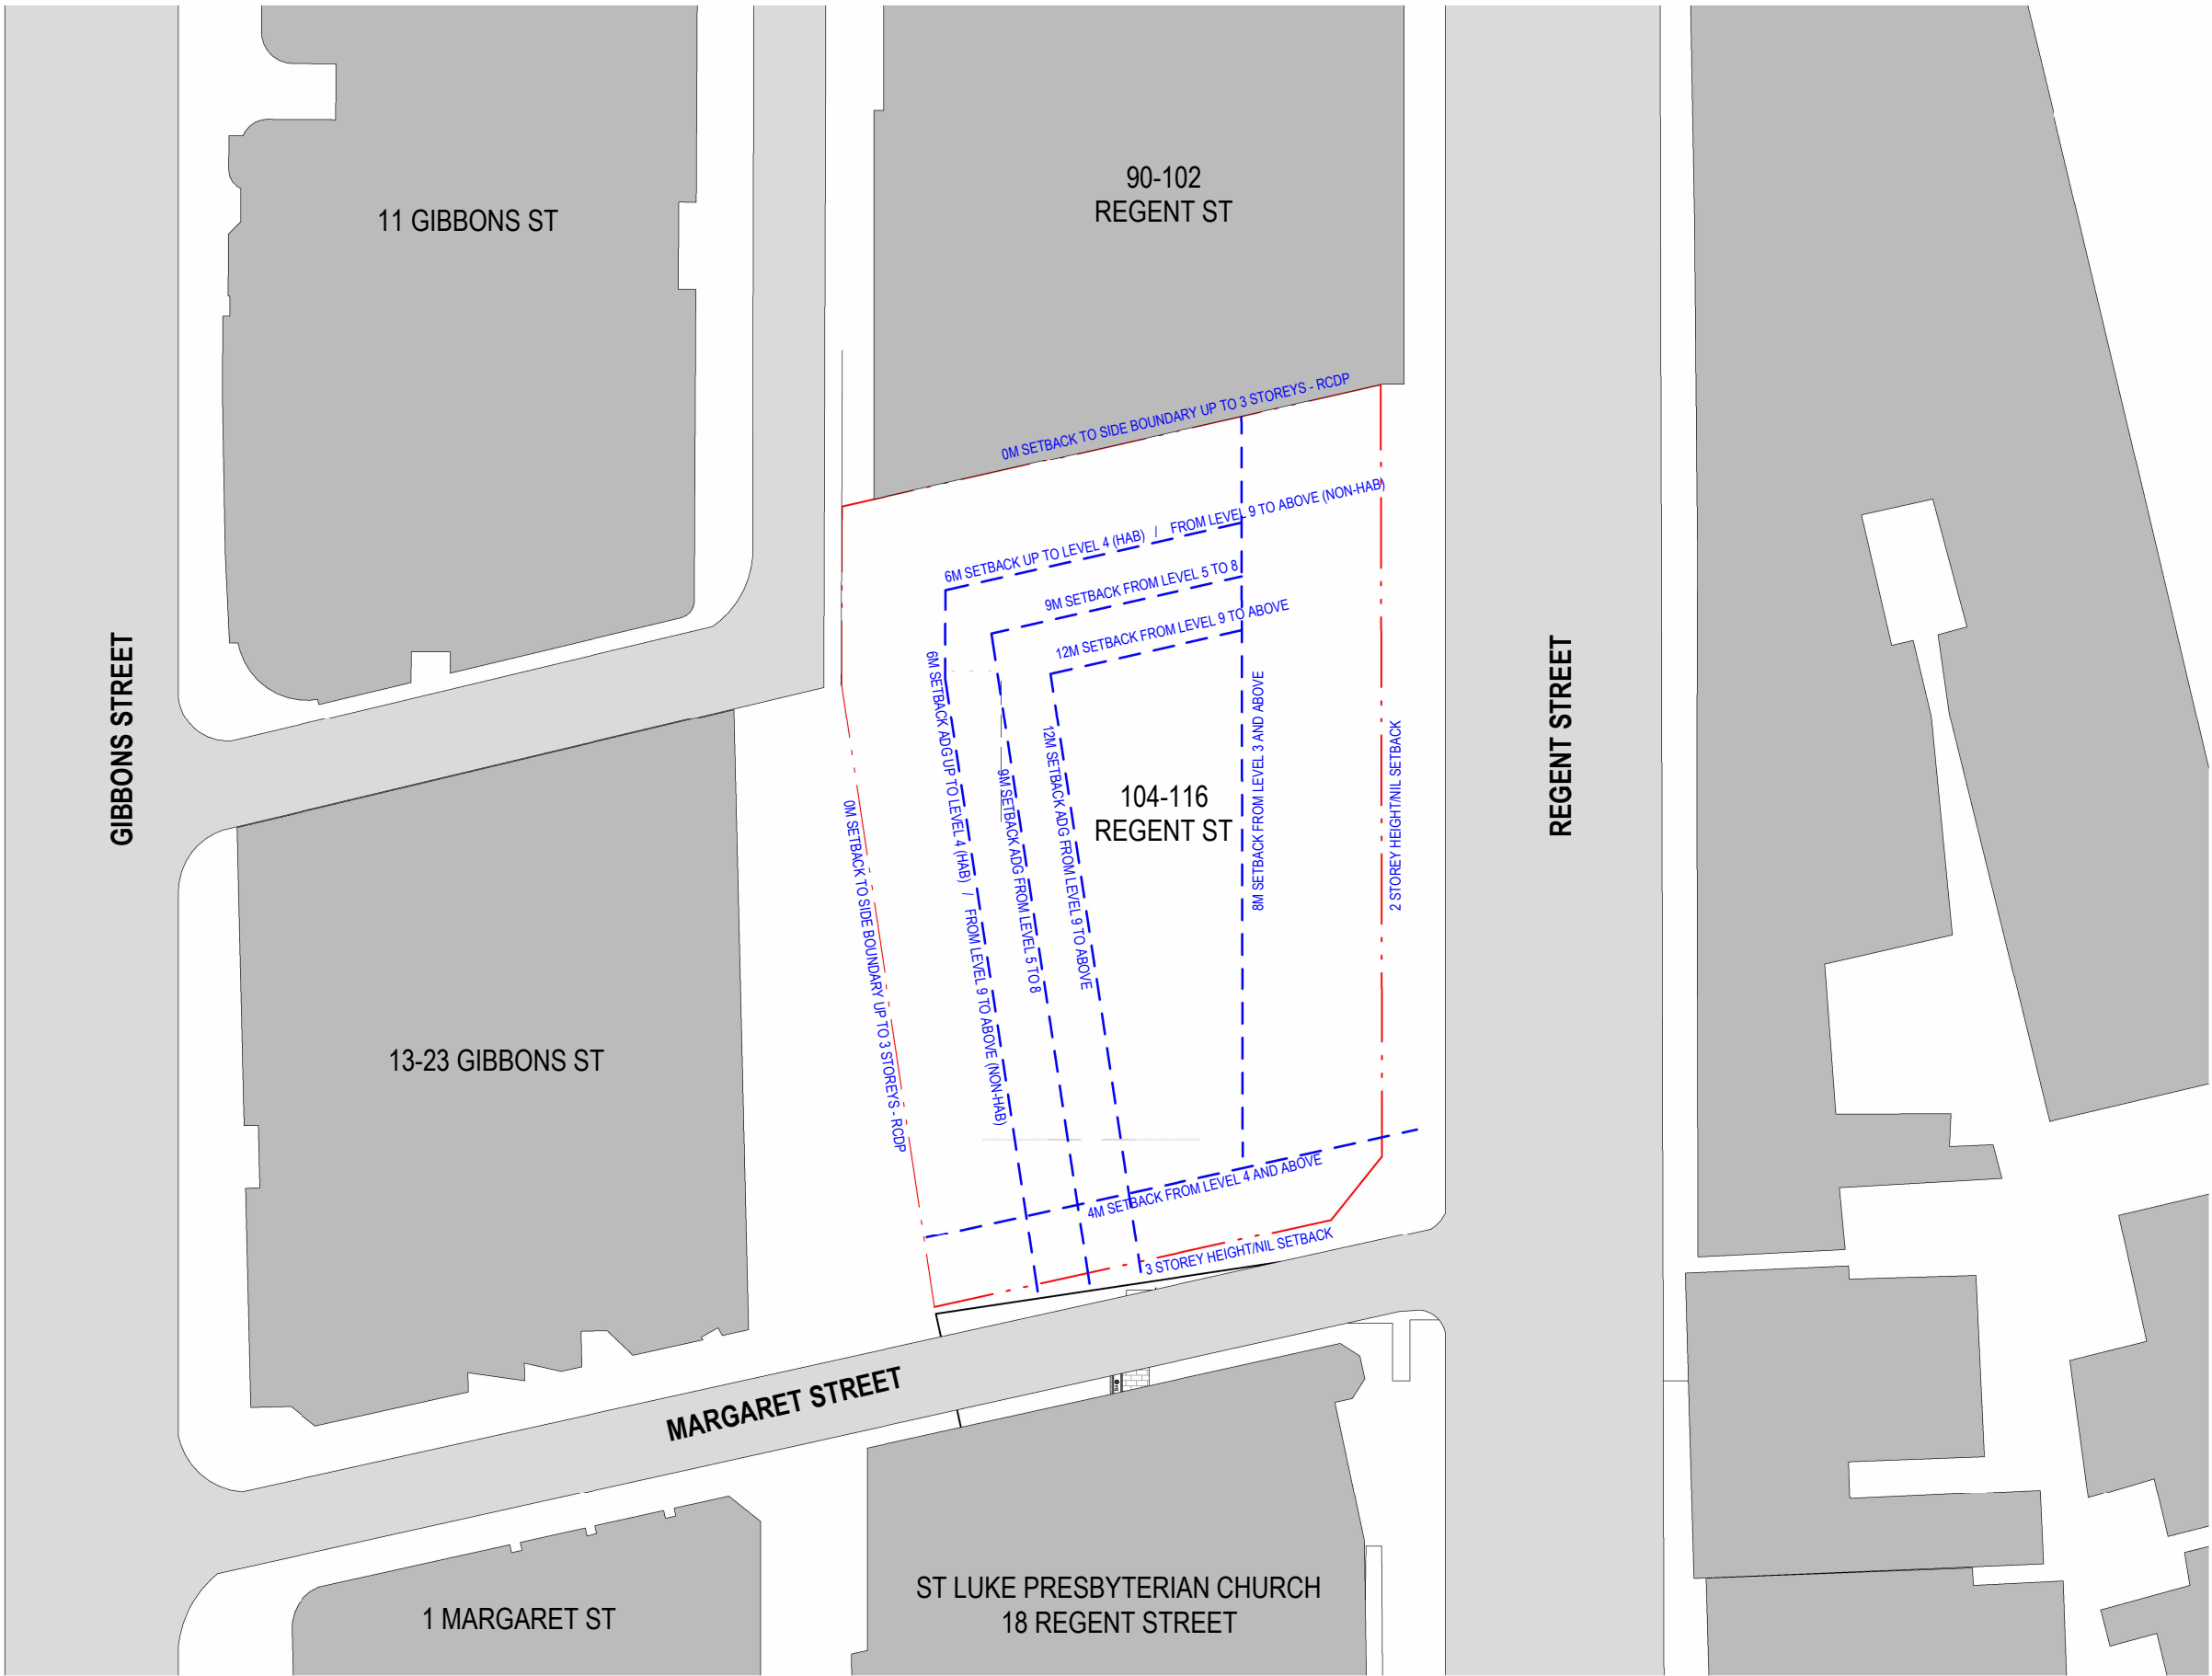 90-102
REGENT ST
11 GIBBONS ST
0M SETBACK TO SIDE BOUNDARY UP TO 3 STOREYS - RCDP
6M SETBACK UP TO LEVEL 4 (HAB) / FROM LEVEL 9 TO ABOVE (NON-HAB)
9M SETBACK FROM LEVEL 5 TO 8
12M SETBACK FROM LEVEL 9 TO ABOVE
GIBBONS STREET
0M SETBACK TO SIDE BOUNDARY UP TO 3 STOREYS - RCDP
6M SETBACK ADG UP TO LEVEL 4 (HAB) / FROM LEVEL 9 TO ABOVE (NON-HAB)
9M SETBACK ADG FROM LEVEL 5 TO 8
12M SETBACK ADG FROM LEVEL 9 TO ABOVE
104-116
REGENT ST
8M SETBACK FROM LEVEL 3 AND ABOVE
2 STOREY HEIGHT/NIL SETBACK
REGENT STREET
13-23 GIBBONS ST
4M SETBACK FROM LEVEL 4 AND ABOVE
3 STOREY HEIGHT/NIL SETBACK
MARGARET STREET
ST LUKE PRESBYTERIAN CHURCH
18 REGENT STREET
1 MARGARET ST